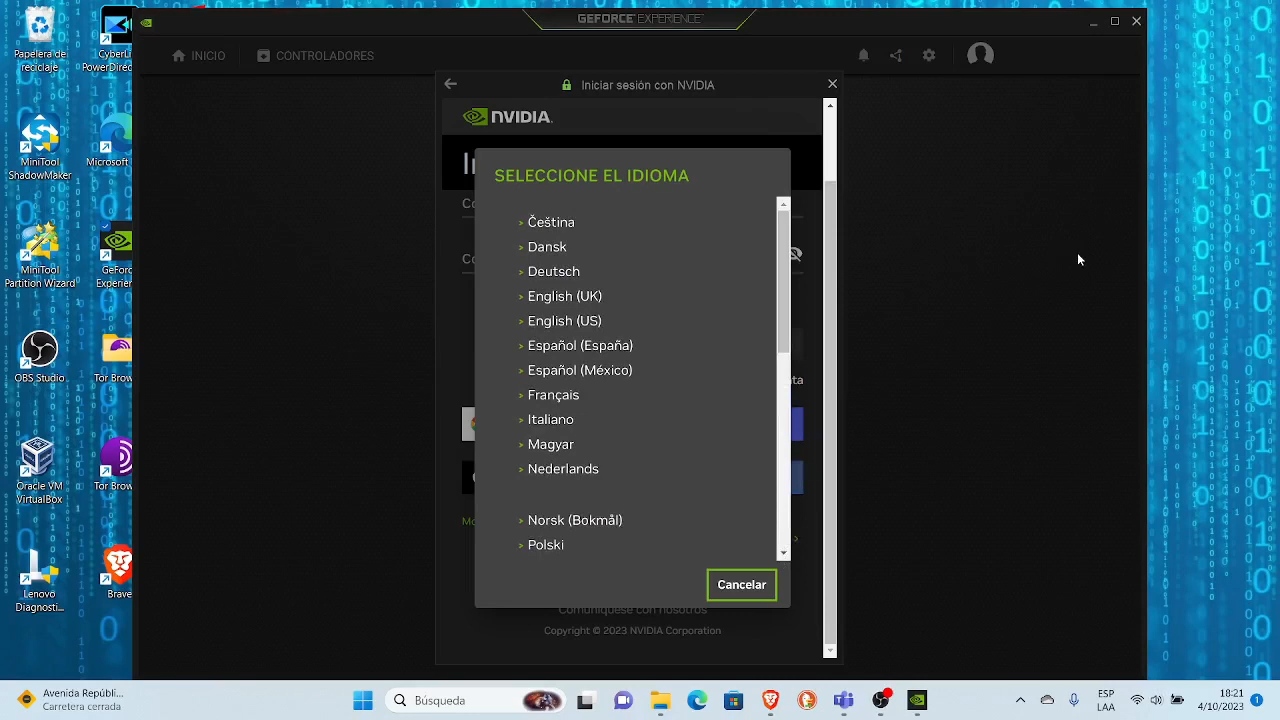 GEFORCE EXPERIENCE
INICIO
CONTROLADORES
Iniciar sesión con NVIDIA
NVIDIA.
SELECCIONE EL IDIOMA
Čeština
Dansk
Deutsch
English (UK)
English (US)
Español (España)
Español (México)
Français
Italiano
Magyar
Nederlands
Norsk (Bokmål)
Polski
Cancelar
Comuníquese con nosotros
Copyright © 2023 NVIDIA Corporation
Papelera de
reciclaje
CyberLi
PowerDirec
MiniTool
ShadowMaker
Microsoft
MiniTool
Partition Wizard
GeForc
OBS Studio
Tor Brow
Oracle VM
VirtualBox
Tor Brow
Lenovo
Diagnosti...
Brave
Avenida Repúbl...
Carretera cerrada
Búsqueda
ESP
LAA
18:21
4/10/2023
1